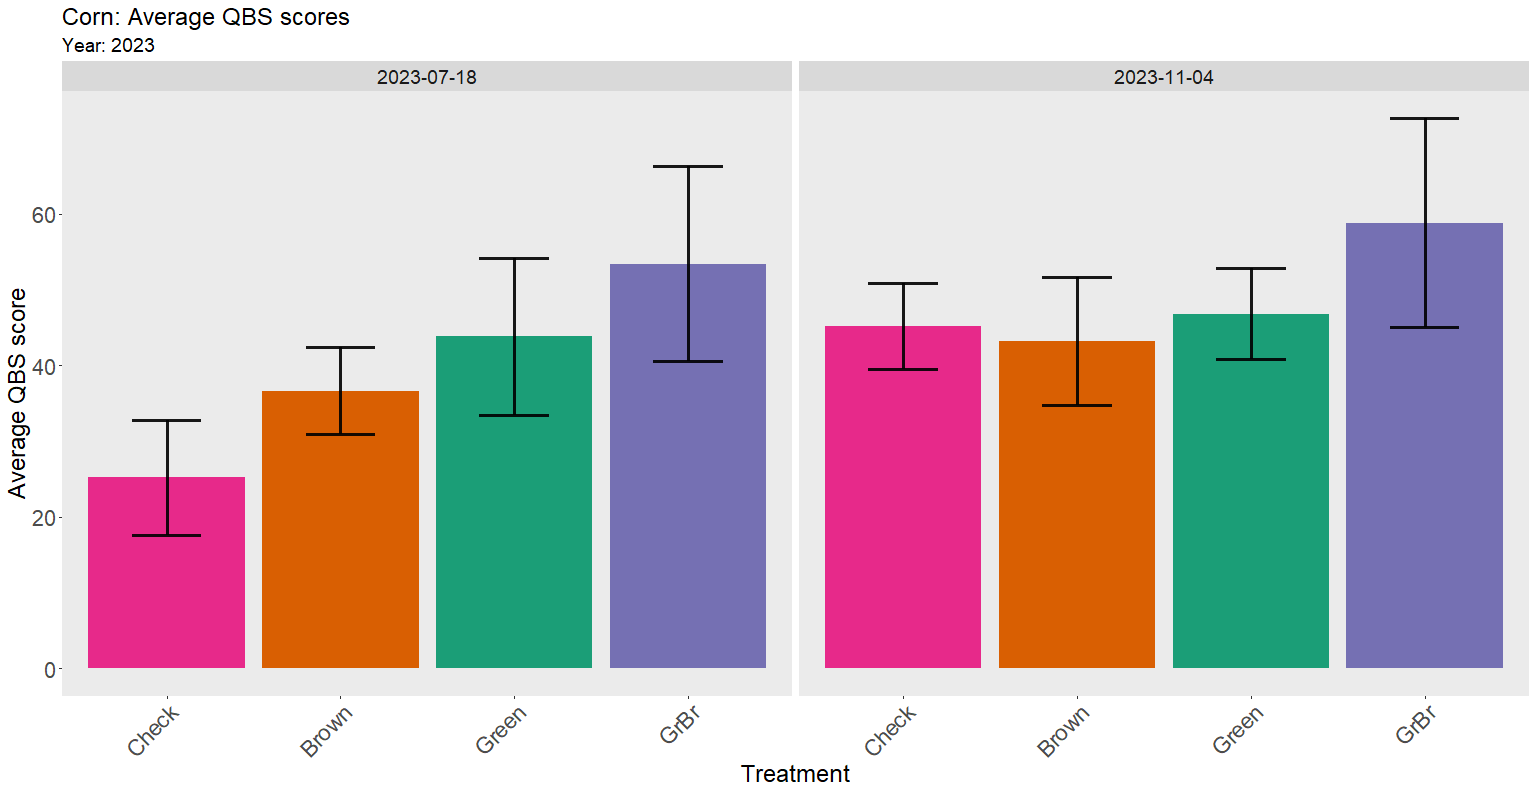 Corn: Average QBS scores
Year: 2023
2023-07-18
2023-11-04
Average QBS score
60
40
20
0
Check
Brown
Green
GrBr
Check
Brown
Green
GrBr
Treatment